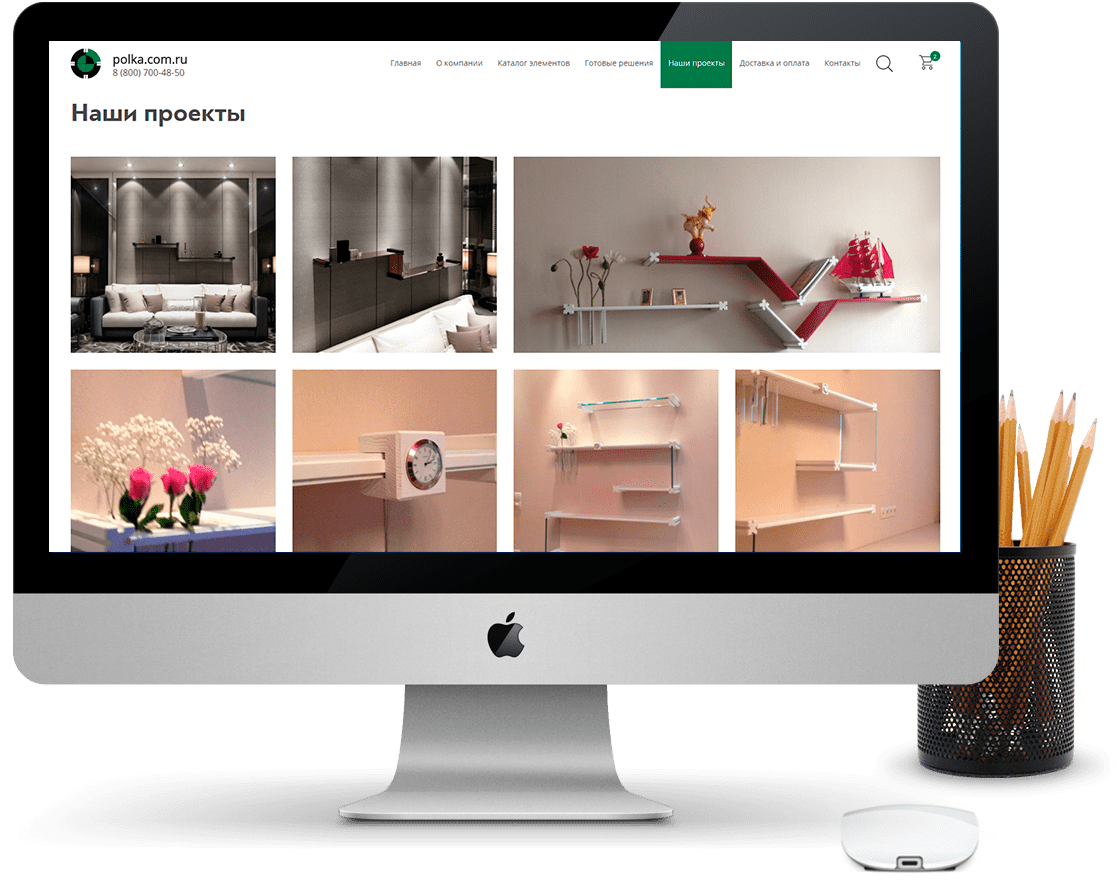 polka.com.ru
8 (800) 700-48-50
Главная О компании Каталог элементов Готовые решения Наши проекты Доставка и оплата Контакты
2
Наши проекты